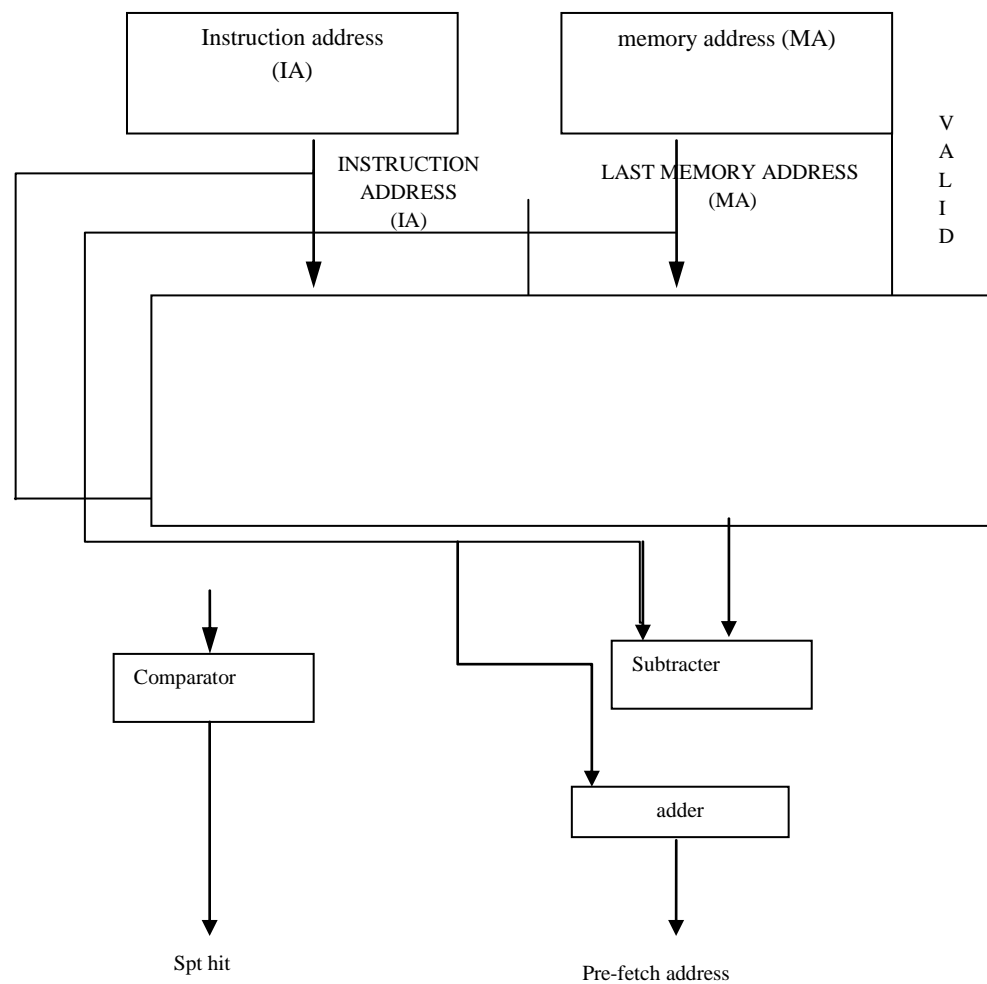 Instruction address
(IA)
memory address (MA)
V
A
L
I
D
INSTRUCTION
ADDRESS
(IA)
LAST MEMORY ADDRESS
(MA)
Comparator
Subtracter
adder
Spt hit
Pre-fetch address